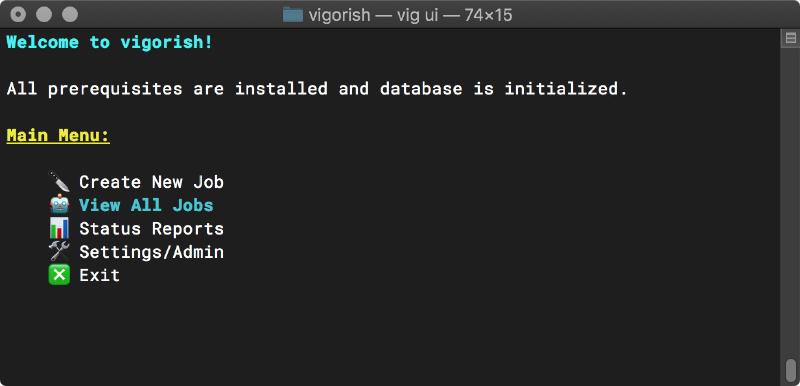 vigorish — vig ui — 74×15
Welcome to vigorish!
All prerequisites are installed and database is initialized.
Main Menu:
Create New Job
View All Jobs
Status Reports
Settings/Admin
Exit